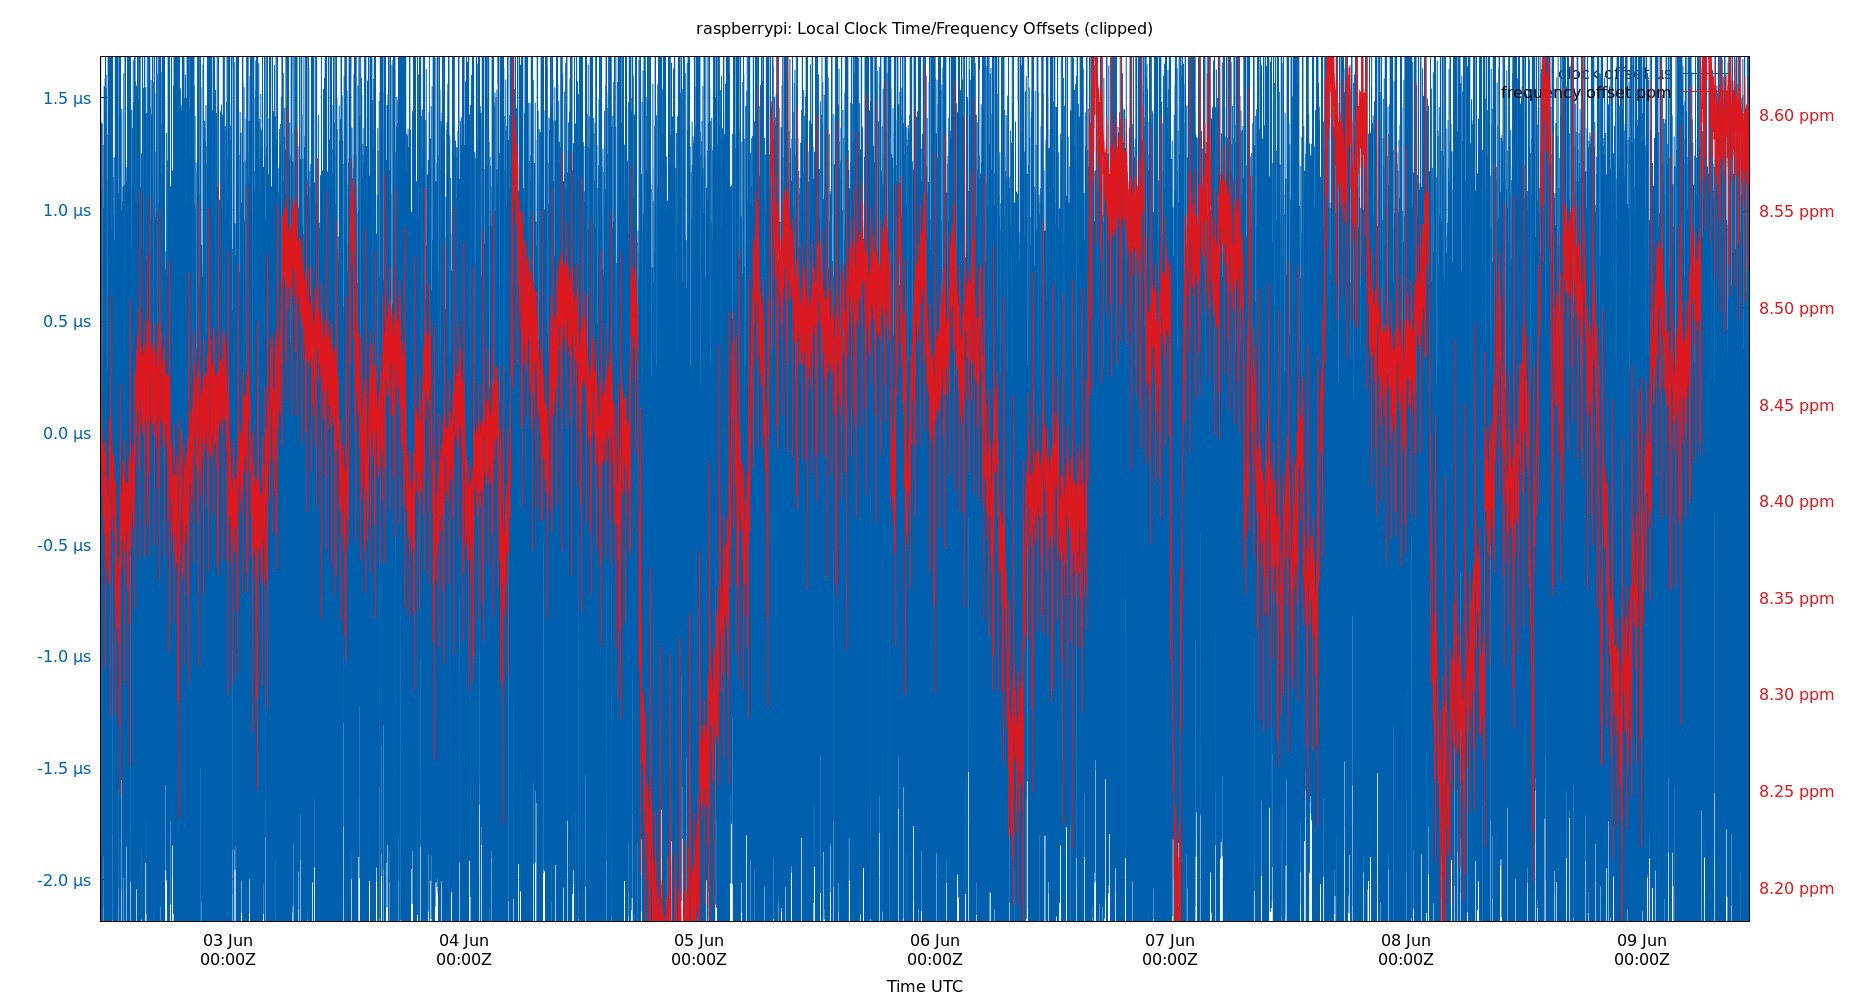 raspberrypi: Local Clock Time/Frequency Offsets (clipped)
clock offset µs
frequency offset ppm
1.5 µs
1.0 µs
0.5 µs
0.0 µs
-0.5 µs
-1.0 µs
-1.5 µs
-2.0 µs
8.60 ppm
8.55 ppm
8.50 ppm
8.45 ppm
8.40 ppm
8.35 ppm
8.30 ppm
8.25 ppm
8.20 ppm
03 Jun 04 Jun 05 Jun 06 Jun 07 Jun 08 Jun 09 Jun
00:00Z 00:00Z 00:00Z 00:00Z 00:00Z 00:00Z 00:00Z
Time UTC